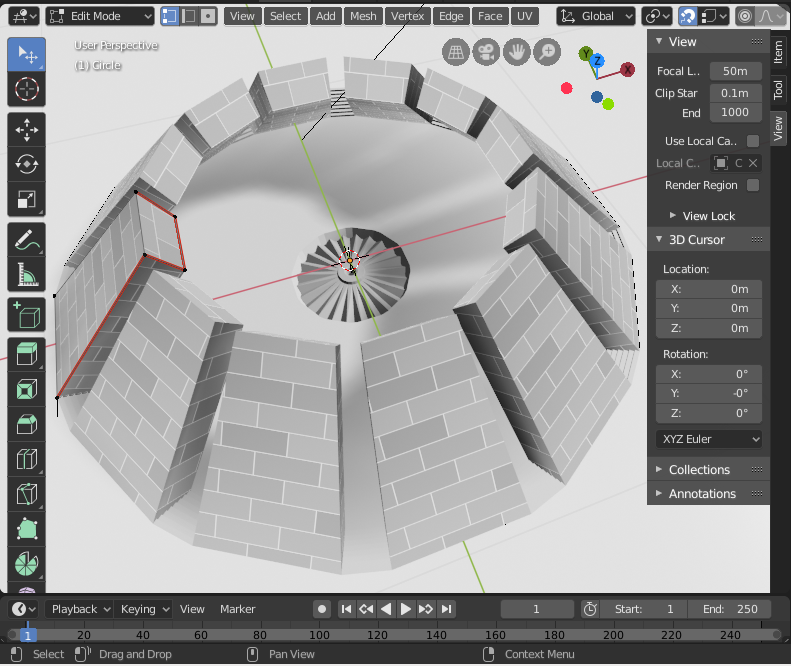 Edit Mode View Select Add Mesh Vertex Edge Face UV Global
User Perspective
(1) Circle
Y Z X
View
Focal L.. 50m
Clip Star 0.1m
End 1000
Use Local Ca..
Local C.. C
Render Region
View Lock
3D Cursor
Location:
X: 0m
Y: 0m
Z: 0m
Rotation:
X: 0°
Y: -0°
Z: 0°
XYZ Euler
Collections
Annotations
Item
Tool
View
Playback Keying View Marker 1 Start: 1 End: 250
1 20 40 60 80 100 120 140 160 180 200 220 240
Select Drag and Drop Pan View Context Menu